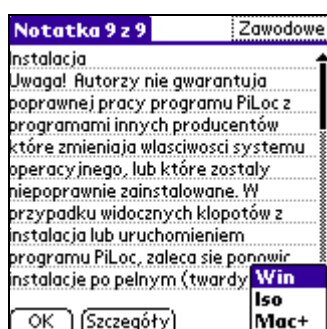 Notatka 9 z 9 Zawodowe
Instalacja
Uwaga! Autorzy nie gwarantuja
poprawnej pracy programu PiLoc z
programami innych producentów
które zmieniaja wlasciwosci systemu
operacyjnego, lub które zostaly
niepoprawnie zainstalowane. W
przypadku widocznych klopotów z
instalacja lub uruchomieniem
programu PiLoc, zaleca sie ponowic
instalacje po pelnym (twardy
Win
Iso
Mac+
OK Szczegóły